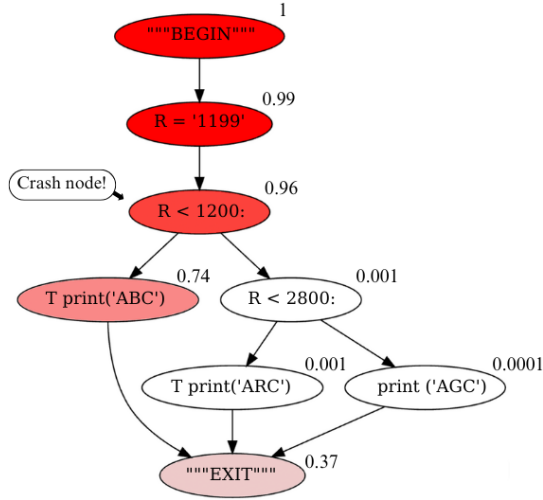 1
"""BEGIN"""
0.99
R = '1199'
Crash node!
0.96
R < 1200:
0.74
T print('ABC')
0.001
R < 2800:
0.001
T print('ARC')
0.0001
print ('AGC')
0.37
"""EXIT"""